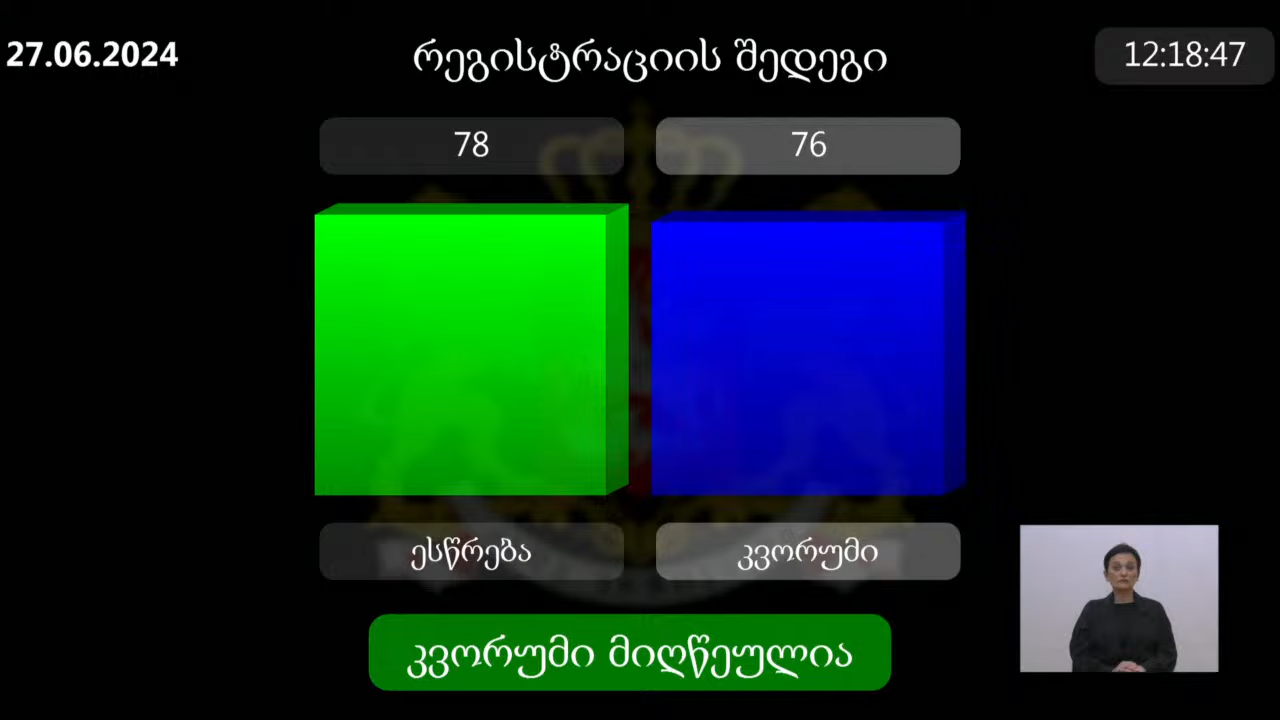 27.06.2024
რეგისტრაციის შედეგი
12:18:47
78
76
ესწრება
კვორუმი
კვორუმი მიღწეულია